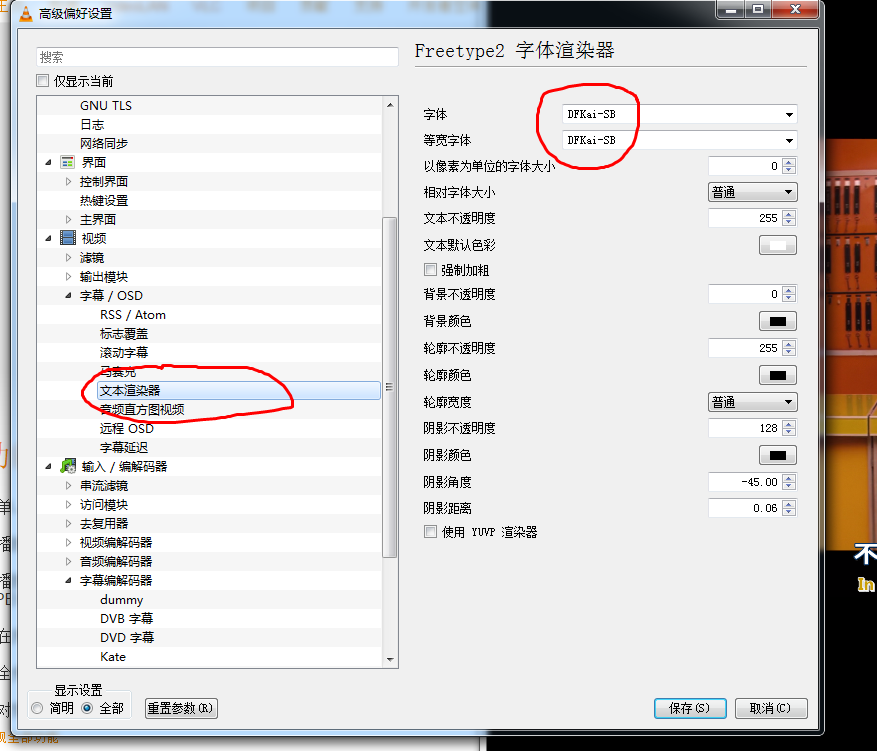 高级偏好设置
搜索
仅显示当前
GNU TLS
日志
网络同步
界面
控制界面
热键设置
主界面
视频
滤镜
输出模块
字幕 / OSD
RSS / Atom
标志覆盖
滚动字幕
马赛克
文本渲染器
音频直方图视频
远程 OSD
字幕延迟
输入 / 编解码器
串流滤镜
访问模块
去复用器
视频编解码器
音频编解码器
字幕编解码器
dummy
DVB 字幕
DVD 字幕
Kate
显示设置
简明 全部
重置参数(R)
Freetype2 字体渲染器
字体 DFKai-SB
等宽字体 DFKai-SB
以像素为单位的字体大小 0
相对字体大小 普通
文本不透明度 255
文本默认色彩
强制加粗
背景不透明度 0
背景颜色
轮廓不透明度 255
轮廓颜色
轮廓宽度 普通
阴影不透明度 128
阴影颜色
阴影角度 -45.00
阴影距离 0.06
使用 YUVP 渲染器
保存(S) 取消(C)
不
In